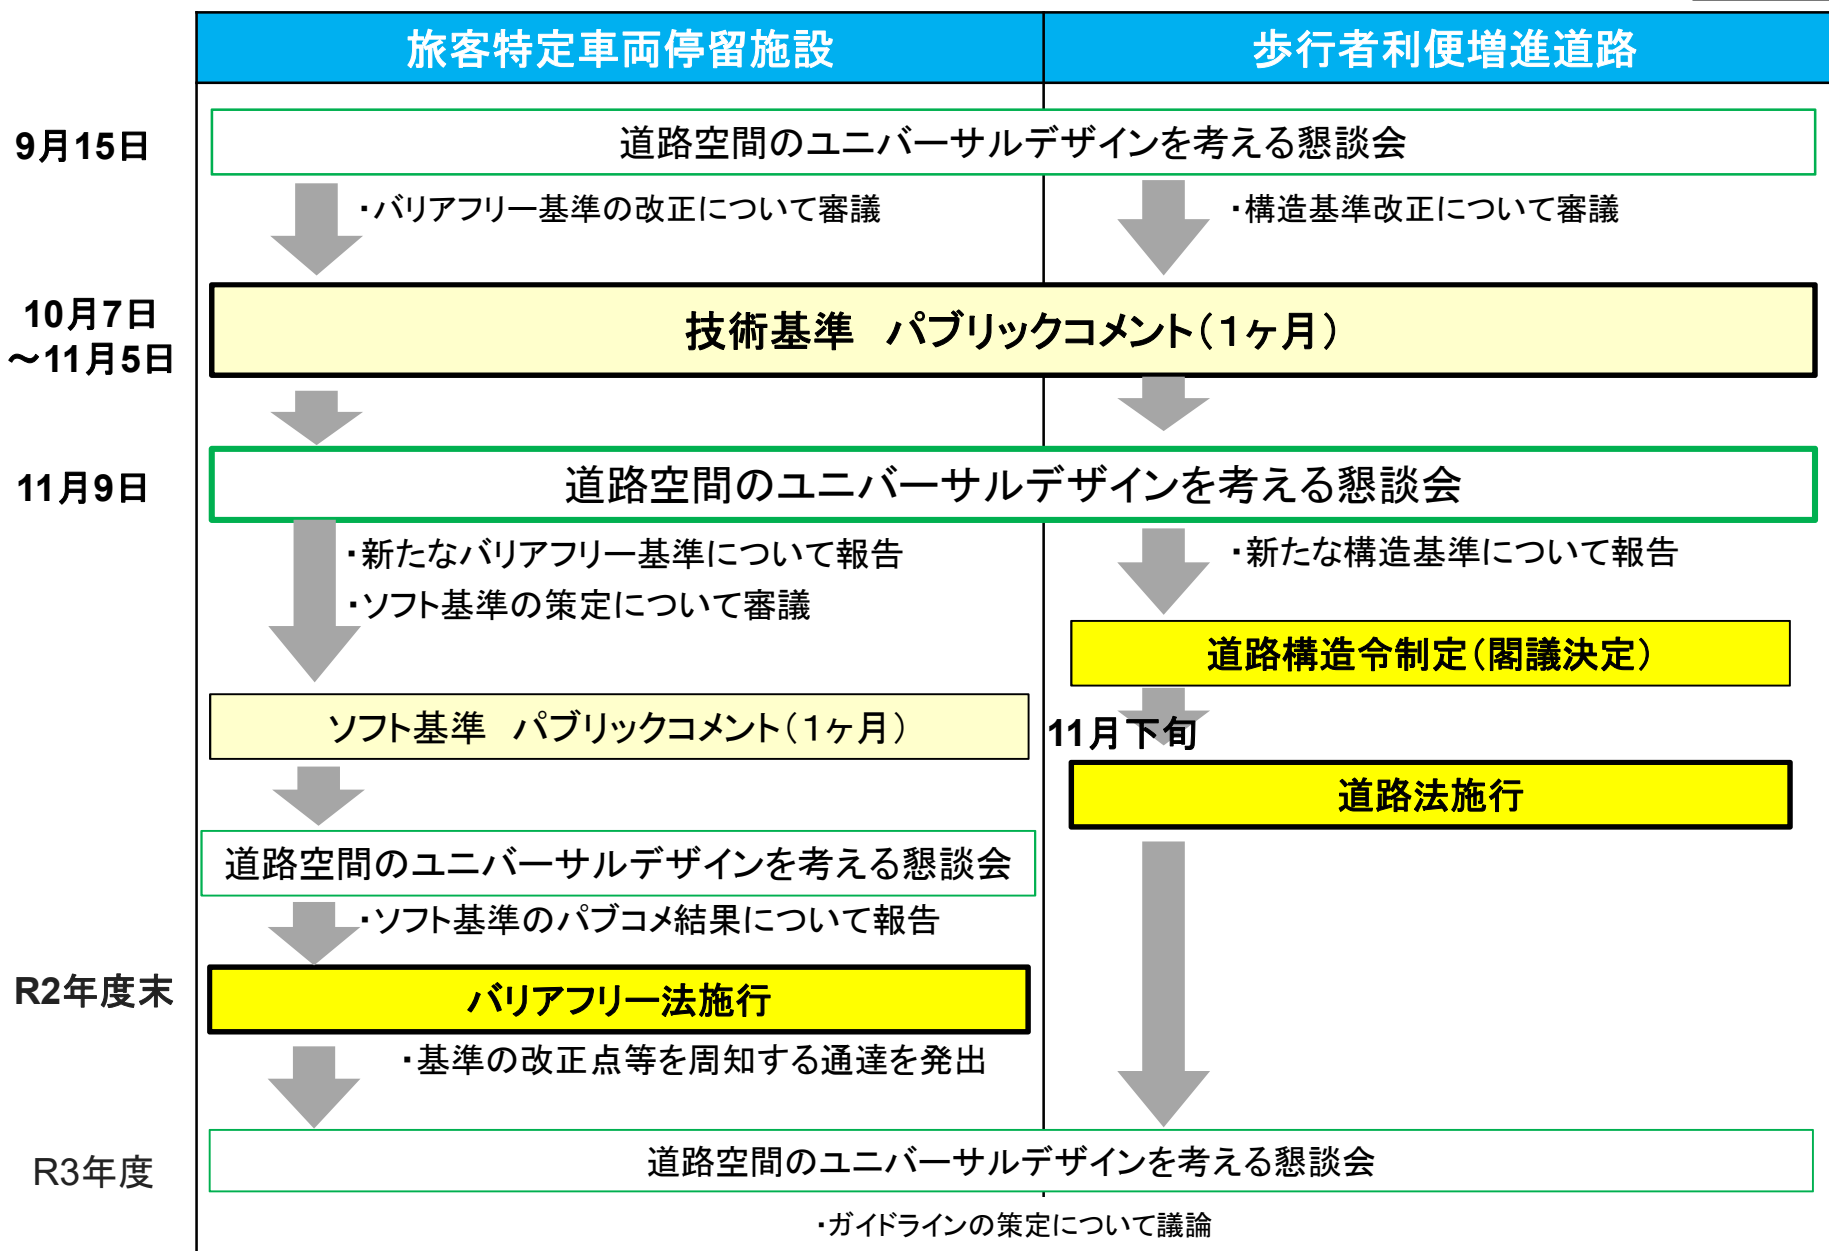 旅客特定車両停留施設
歩行者利便増進道路
9月15日
道路空間のユニバーサルデザインを考える懇談会
・バリアフリー基準の改正について審議
・構造基準改正について審議
10月7日
～11月5日
技術基準　パブリックコメント（１ヶ月）
11月9日
道路空間のユニバーサルデザインを考える懇談会
・新たなバリアフリー基準について報告
・ソフト基準の策定について審議
・新たな構造基準について報告
道路構造令制定（閣議決定）
ソフト基準　パブリックコメント（１ヶ月）
11月下旬
道路法施行
道路空間のユニバーサルデザインを考える懇談会
・ソフト基準のパブコメ結果について報告
R2年度末
バリアフリー法施行
・基準の改正点等を周知する通達を発出
R3年度
道路空間のユニバーサルデザインを考える懇談会
・ガイドラインの策定について議論